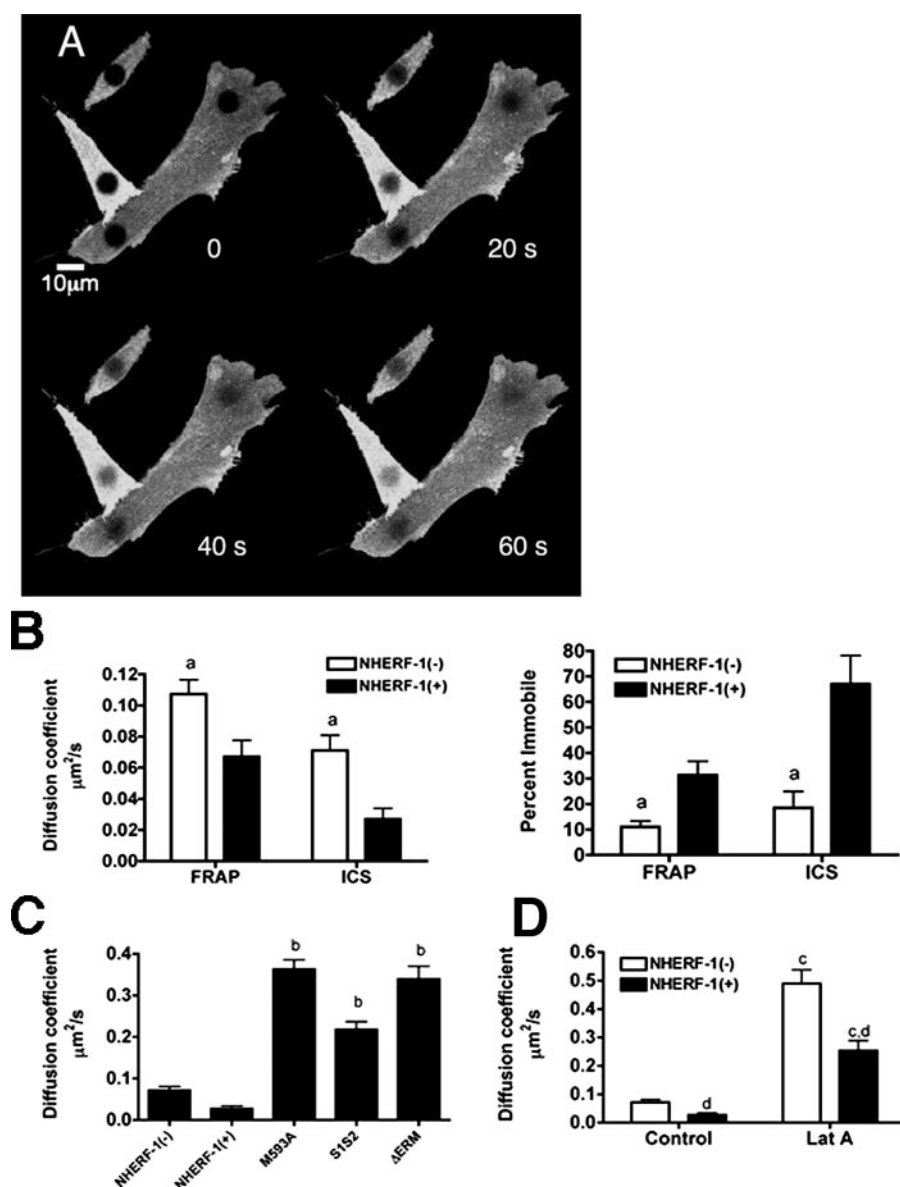 A
0
20 s
10μm
40 s
60 s
B
Diffusion coefficient
μm²/s
0.12
0.10
0.08
0.06
0.04
0.02
0.00
a
a
NHERF-1(-)
NHERF-1(+)
FRAP
ICS
Percent Immobile
80
70
60
50
40
30
20
10
0
NHERF-1(-)
NHERF-1(+)
a
a
FRAP
ICS
C
Diffusion coefficient
μm²/s
0.4
0.3
0.2
0.1
0.0
b
b
b
NHERF-1(-)
NHERF-1(+)
M593A
S1S2
ΔERM
D
Diffusion coefficient
μm²/s
0.6
0.5
0.4
0.3
0.2
0.1
0.0
NHERF-1(-)
NHERF-1(+)
c
c,d
d
Control
Lat A